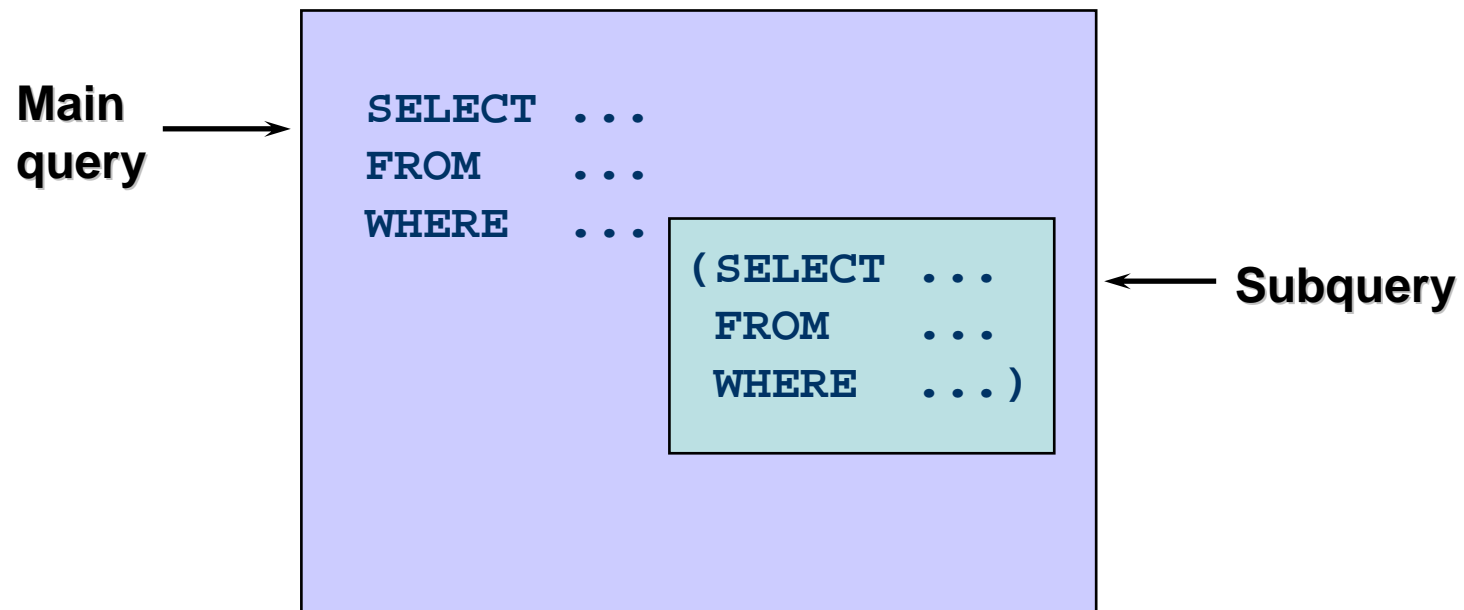 Main
query
SELECT ...
FROM ...
WHERE ...
(SELECT ...
FROM ...
WHERE ...)
Subquery